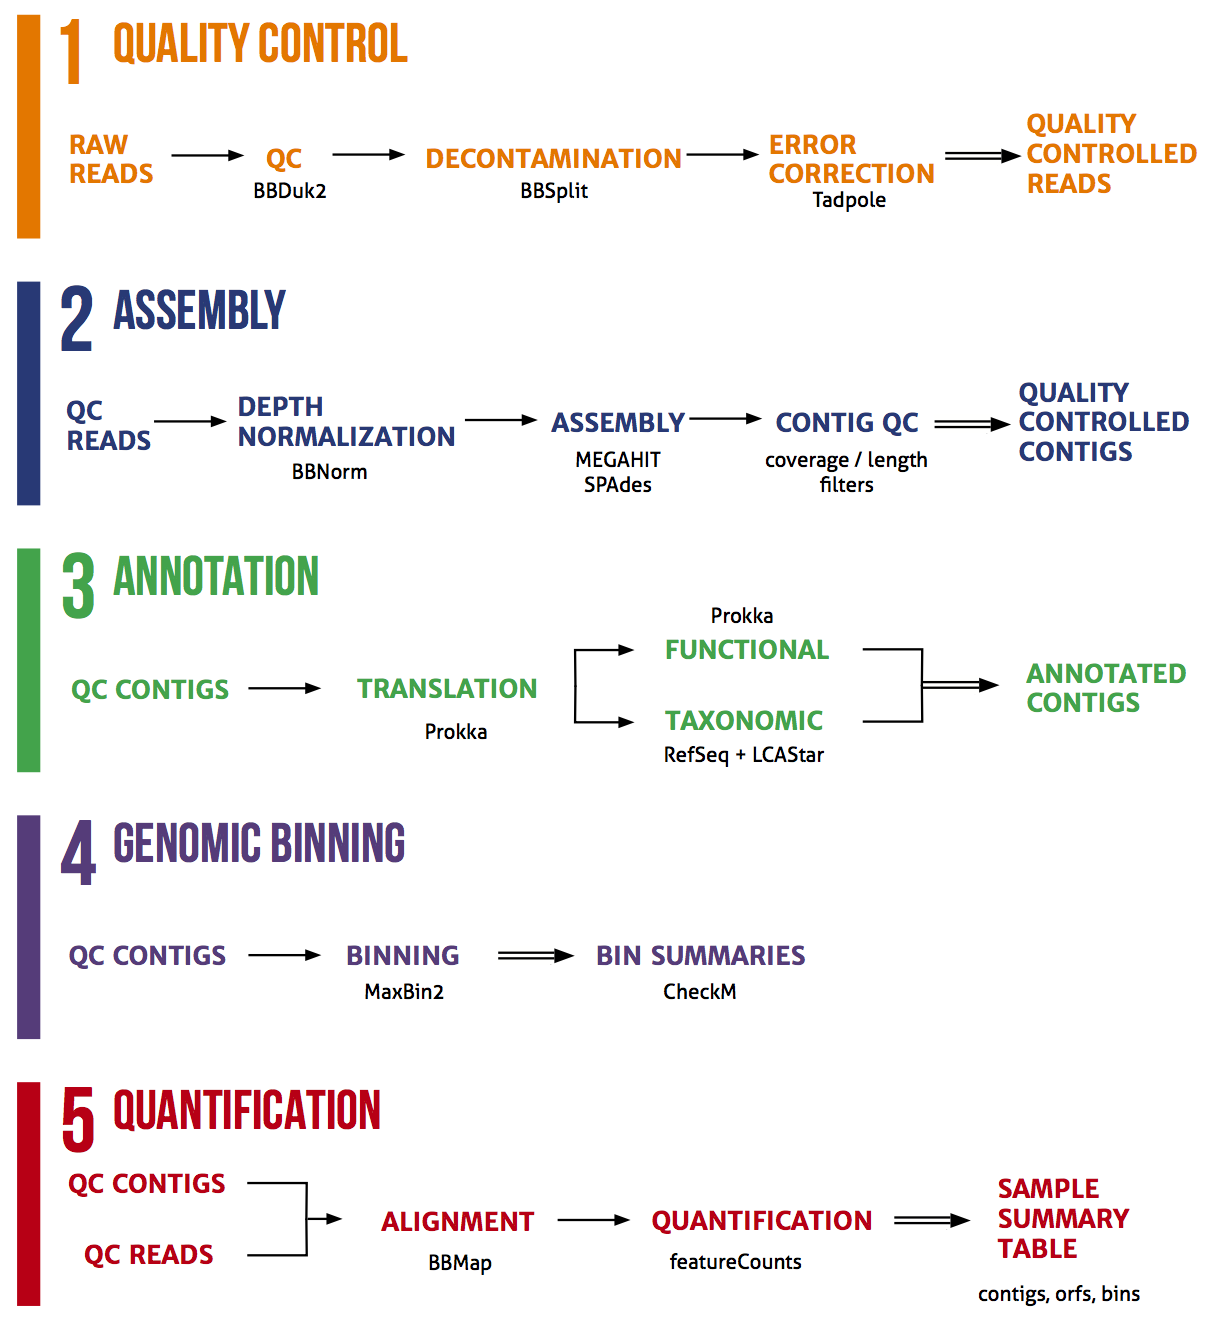 1 QUALITY CONTROL
RAW
READS
QC
BBDuk2
DECONTAMINATION
BBSplit
ERROR
CORRECTION
Tadpole
QUALITY
CONTROLLED
READS
2 ASSEMBLY
QC
READS
DEPTH
NORMALIZATION
BBNorm
ASSEMBLY
MEGAHIT
SPAdes
CONTIG QC
coverage / length
filters
QUALITY
CONTROLLED
CONTIGS
3 ANNOTATION
QC CONTIGS
TRANSLATION
Prokka
Prokka
FUNCTIONAL
TAXONOMIC
RefSeq + LCAStar
ANNOTATED
CONTIGS
4 GENOMIC BINNING
QC CONTIGS
BINNING
MaxBin2
BIN SUMMARIES
CheckM
5 QUANTIFICATION
QC CONTIGS
QC READS
ALIGNMENT
BBMap
QUANTIFICATION
featureCounts
SAMPLE
SUMMARY
TABLE
contigs, orfs, bins